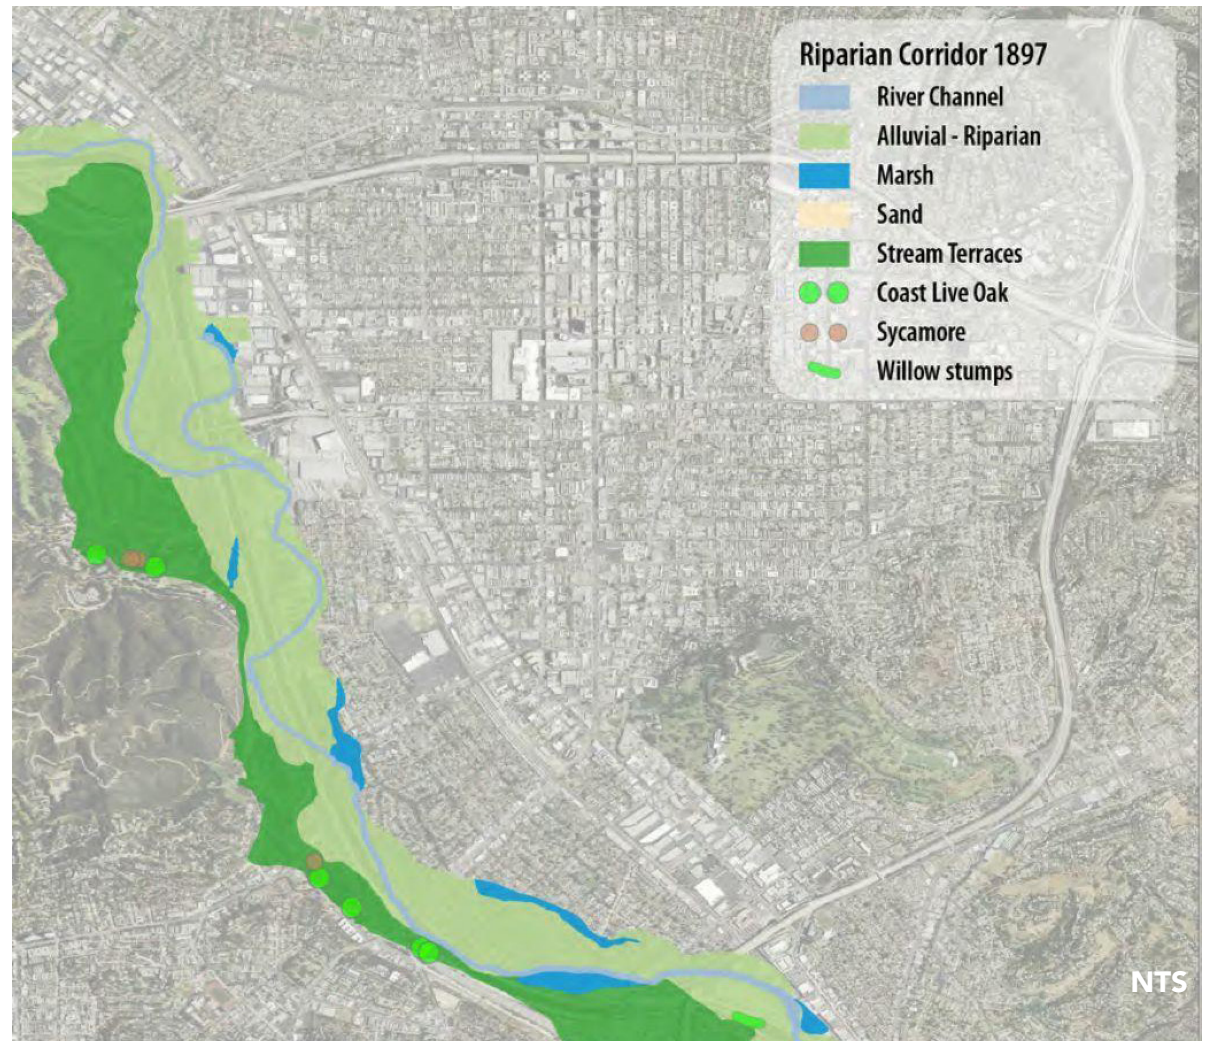 Riparian Corridor 1897
River Channel
Alluvial - Riparian
Marsh
Sand
Stream Terraces
Coast Live Oak
Sycamore
Willow stumps
NTS